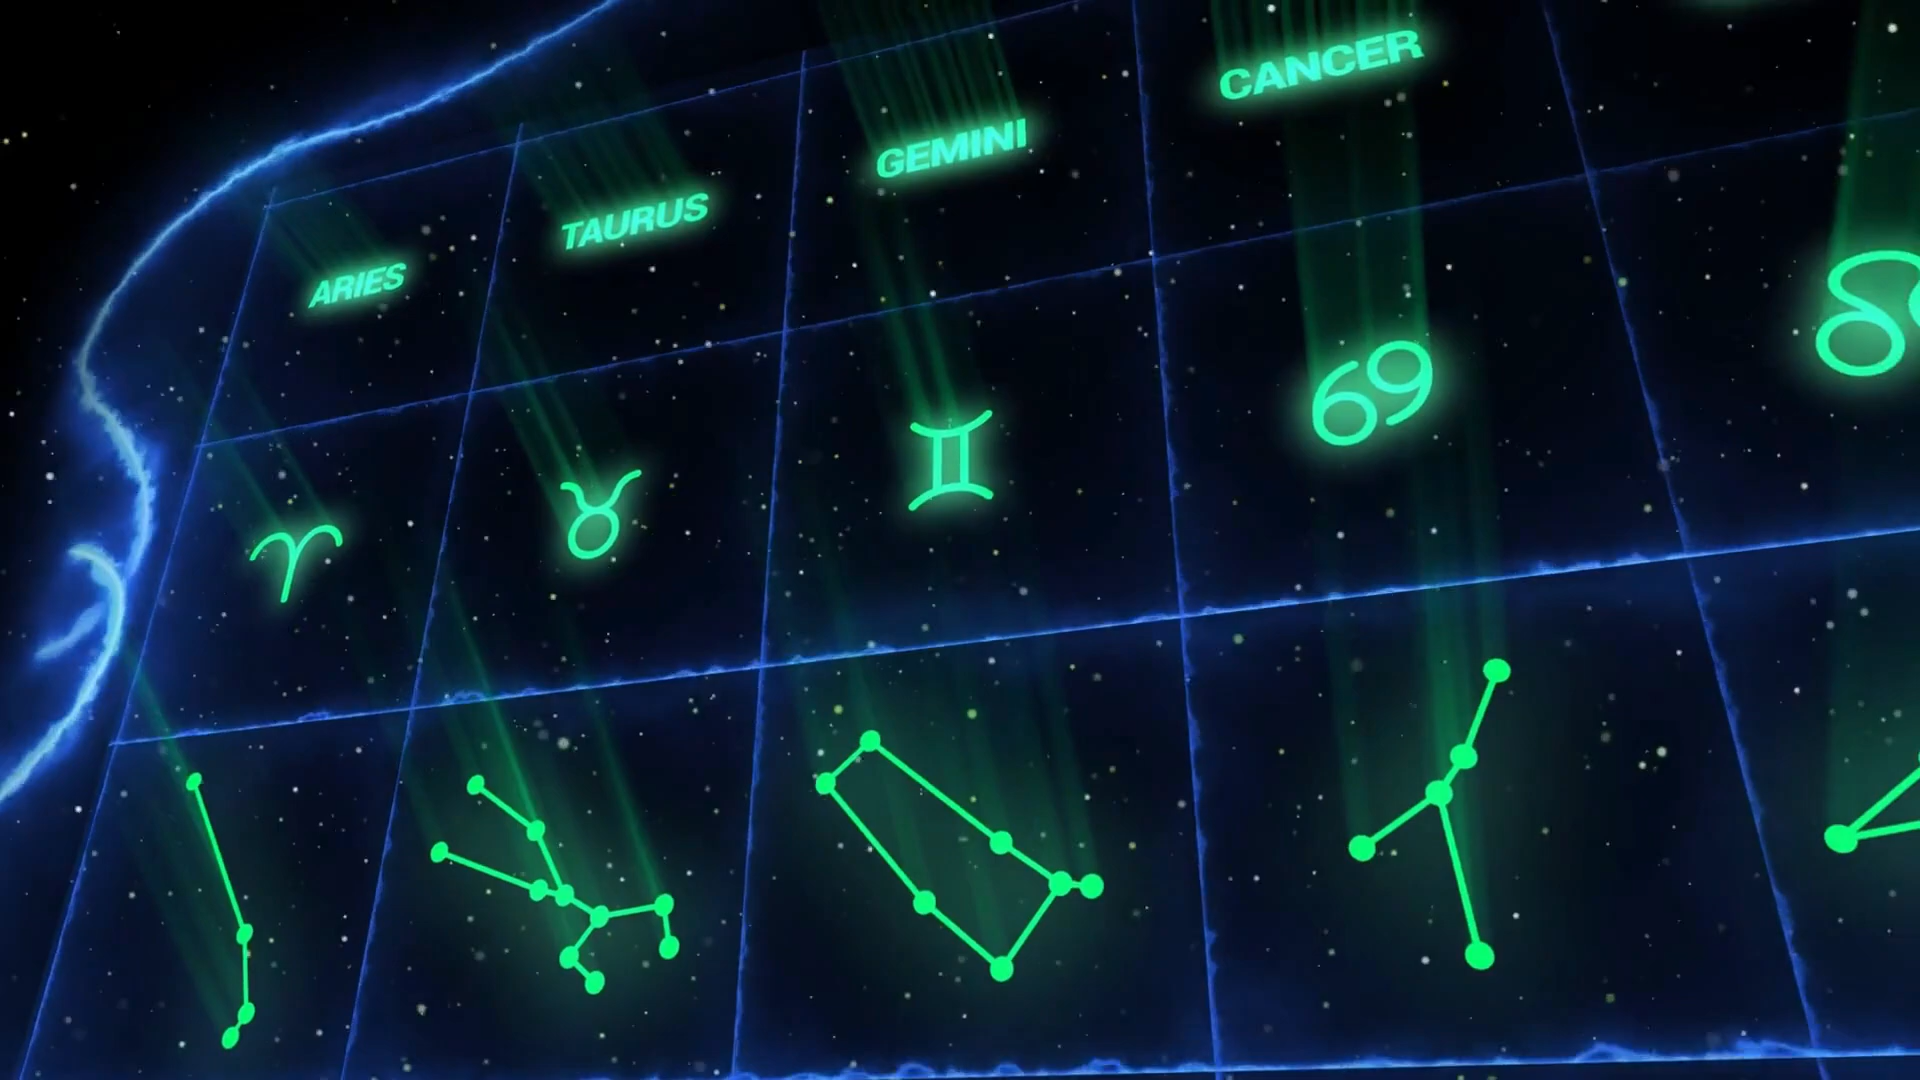 ARIES
TAURUS
GEMINI
CANCER
♈ ♉ ♊ ♋